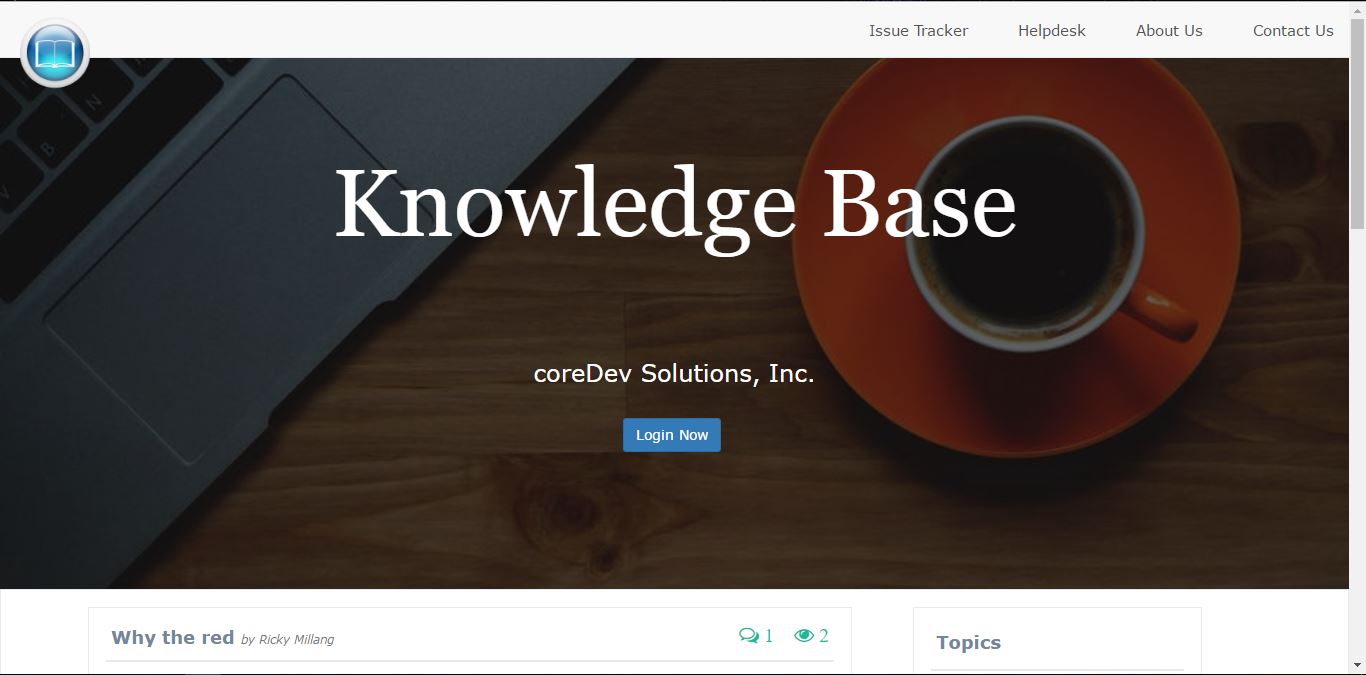 Issue Tracker Helpdesk About Us Contact Us
N
B
V
Knowledge Base
coreDev Solutions, Inc.
Login Now
Why the red by Ricky Millang 1 2
Topics